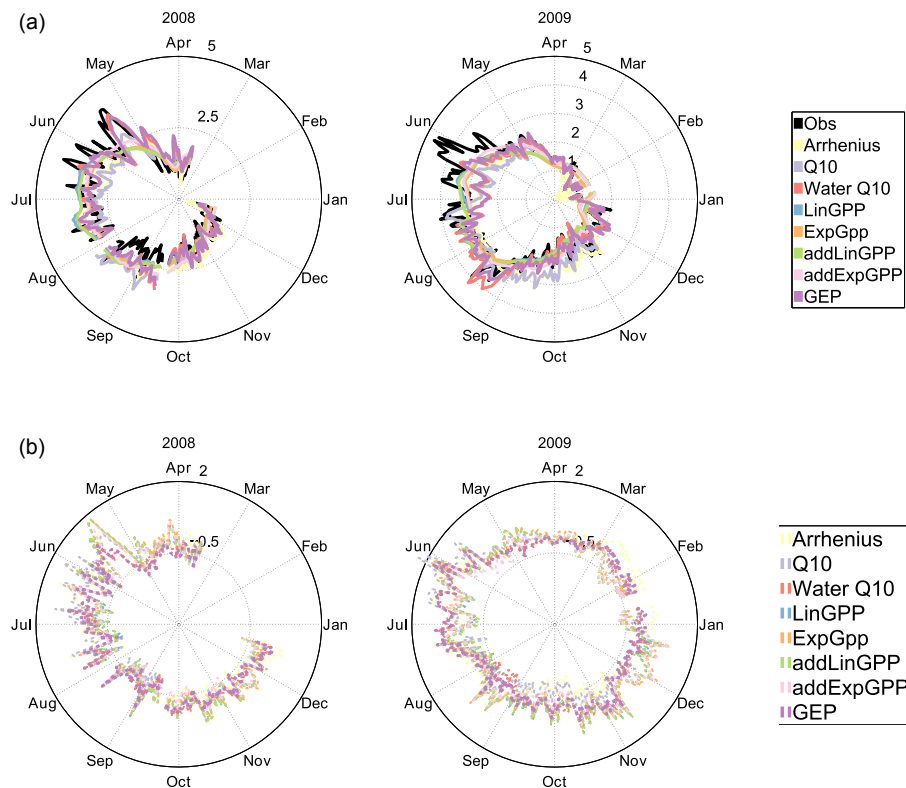 (a)
2008
Apr
5
Mar
Feb
Jan
Dec
Nov
Oct
Sep
Aug
Jul
Jun
May
2.5
2009
Apr
5
4
3
2
1
Mar
Feb
Jan
Dec
Nov
Oct
Sep
Aug
Jul
Jun
May
Obs
Arrhenius
Q10
Water Q10
LinGPP
ExpGpp
addLinGPP
addExpGPP
GEP
(b)
2008
Apr
2
Mar
Feb
Jan
Dec
Nov
Oct
Sep
Aug
Jul
Jun
May
-0.5
2009
Apr
2
Mar
Feb
Jan
Dec
Nov
Oct
Sep
Aug
Jul
Jun
May
-0.5
Arrhenius
Q10
Water Q10
LinGPP
ExpGpp
addLinGPP
addExpGPP
GEP